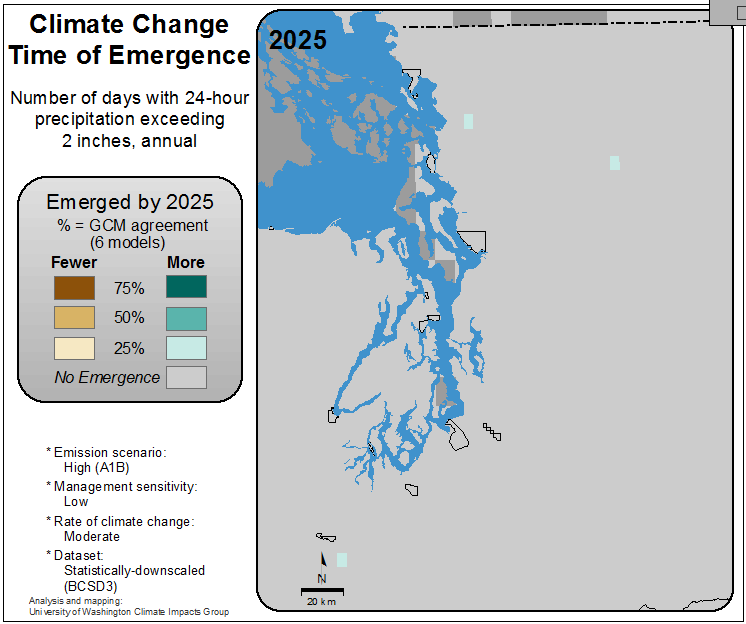 Climate Change
Time of Emergence
Number of days with 24-hour
precipitation exceeding
2 inches, annual
Emerged by 2025
% = GCM agreement
(6 models)
Fewer More
75%
50%
25%
No Emergence
* Emission scenario:
High (A1B)
* Management sensitivity:
Low
* Rate of climate change:
Moderate
* Dataset:
Statistically-downscaled
(BCSD3)
Analysis and mapping:
University of Washington Climate Impacts Group
2025
N
20 km